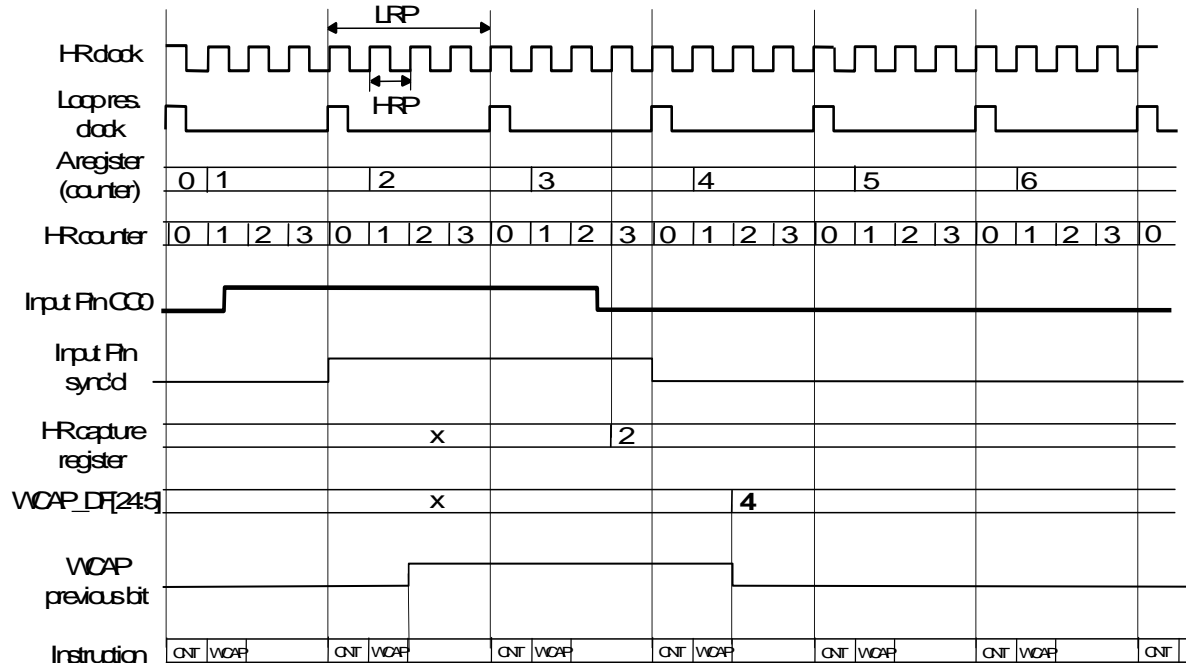 LRP
HR clock
HRP
Loop res.
clock
A register
(counter)
0 1 2 3 4 5 6
HR counter
0 1 2 3 0 1 2 3 0 1 2 3 0 1 2 3 0 1 2 3 0 1 2 3 0
Input Pin CC0
Input Pin
sync'd
HR capture
register
x 2
WCAP_DF[24:5]
x 4
WCAP
previous bit
Instruction
CNT WCAP CNT WCAP CNT WCAP CNT WCAP CNT WCAP CNT WCAP CNT